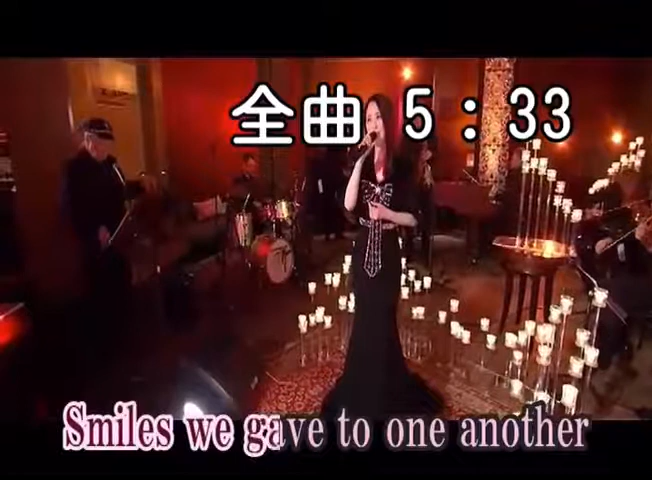 全曲 5：33
Smiles we gave to one another